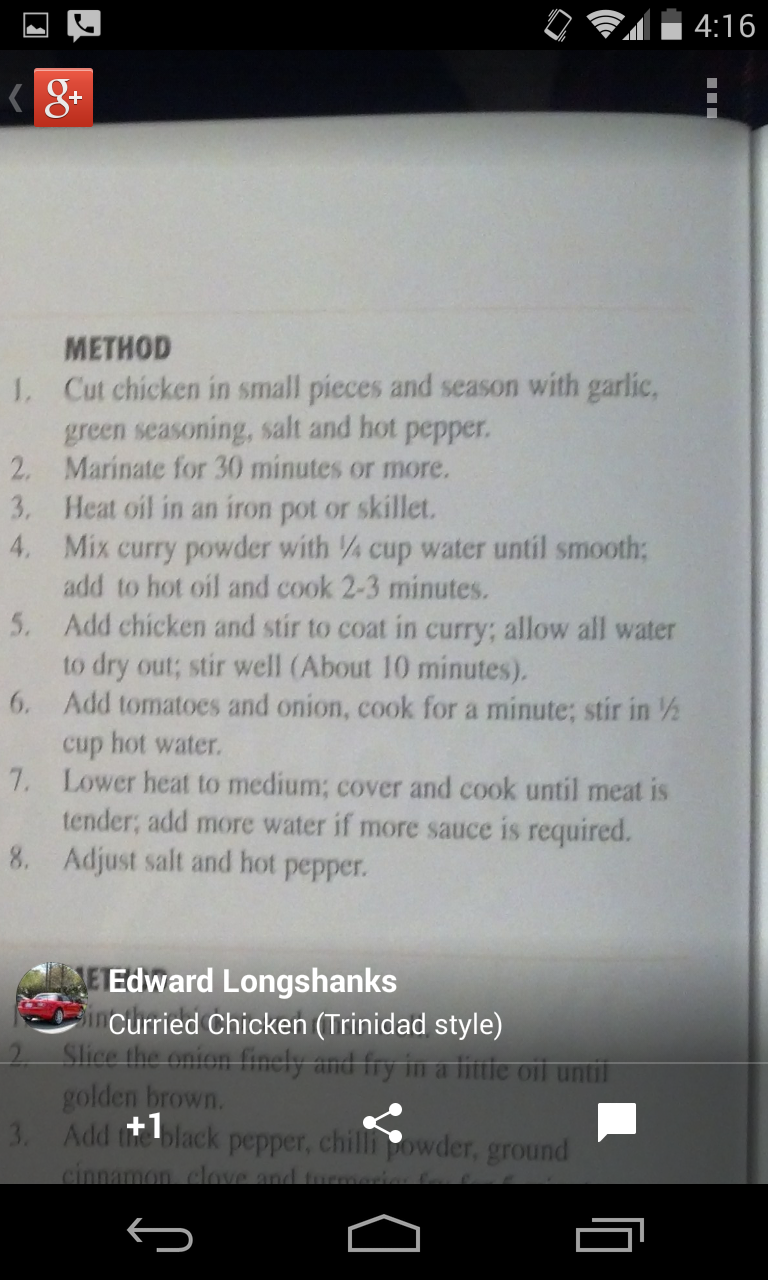 4:16
g+
METHOD
1. Cut chicken in small pieces and season with garlic,
green seasoning, salt and hot pepper.
2. Marinate for 30 minutes or more.
3. Heat oil in an iron pot or skillet.
4. Mix curry powder with ¼ cup water until smooth;
add to hot oil and cook 2-3 minutes.
5. Add chicken and stir to coat in curry; allow all water
to dry out; stir well (About 10 minutes).
6. Add tomatoes and onion, cook for a minute; stir in ½
cup hot water.
7. Lower heat to medium; cover and cook until meat is
tender; add more water if more sauce is required.
8. Adjust salt and hot pepper.
METHOD
Edward Longshanks
1. the
Curried Chicken (Trinidad style)
2. Slice the onion finely and fry in a little oil until
golden brown.
+1
3. Add the black pepper, chilli powder, ground
cinnamon, clove and turmeric; fry for